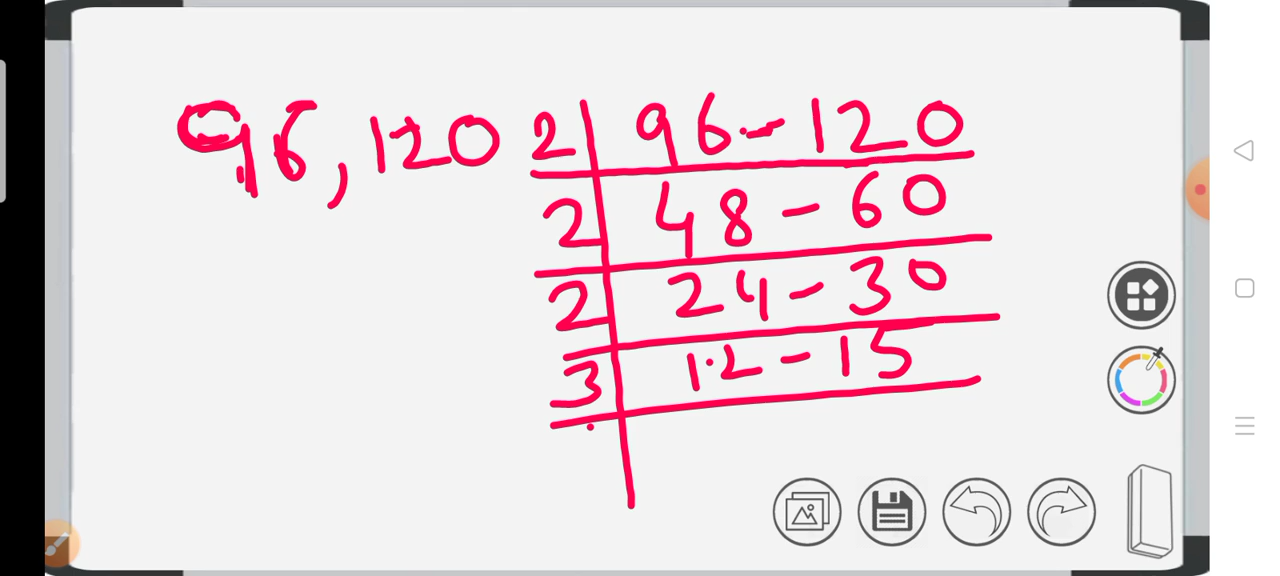 96, 120
2 | 96 - 120
2 | 48 - 60
2 | 24 - 30
3 | 12 - 15